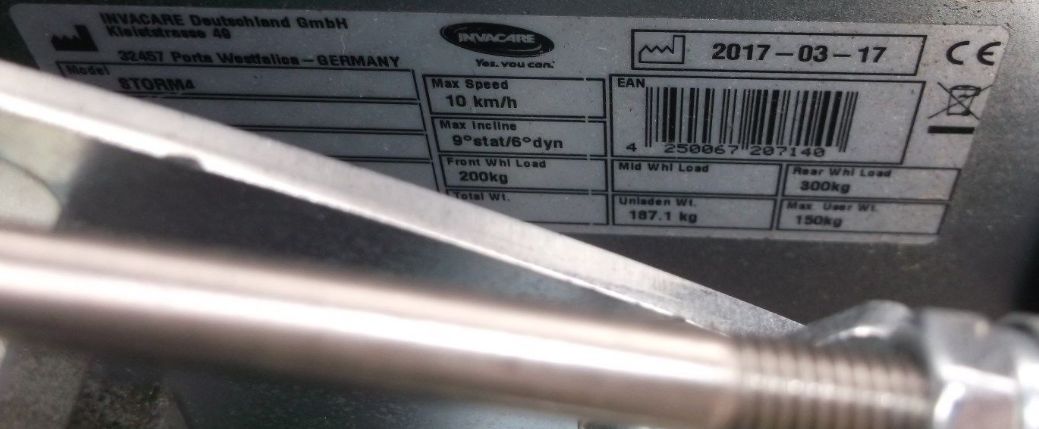 INVACARE Deutschland GmbH
Kleiststrasse 49
32457 Porta Westfalica - GERMANY
INVACARE
Yes, you can.
2017-03-17
CE
Model
STORM4
Max Speed
10 km/h
EAN
4 250067 207140
Max Incline
9°stat/6°dyn
Front Whl Load
200kg
Mid Whl Load
Rear Whl Load
300kg
Total Wt.
Unladen Wt.
187.1 kg
Max. User Wt.
150kg